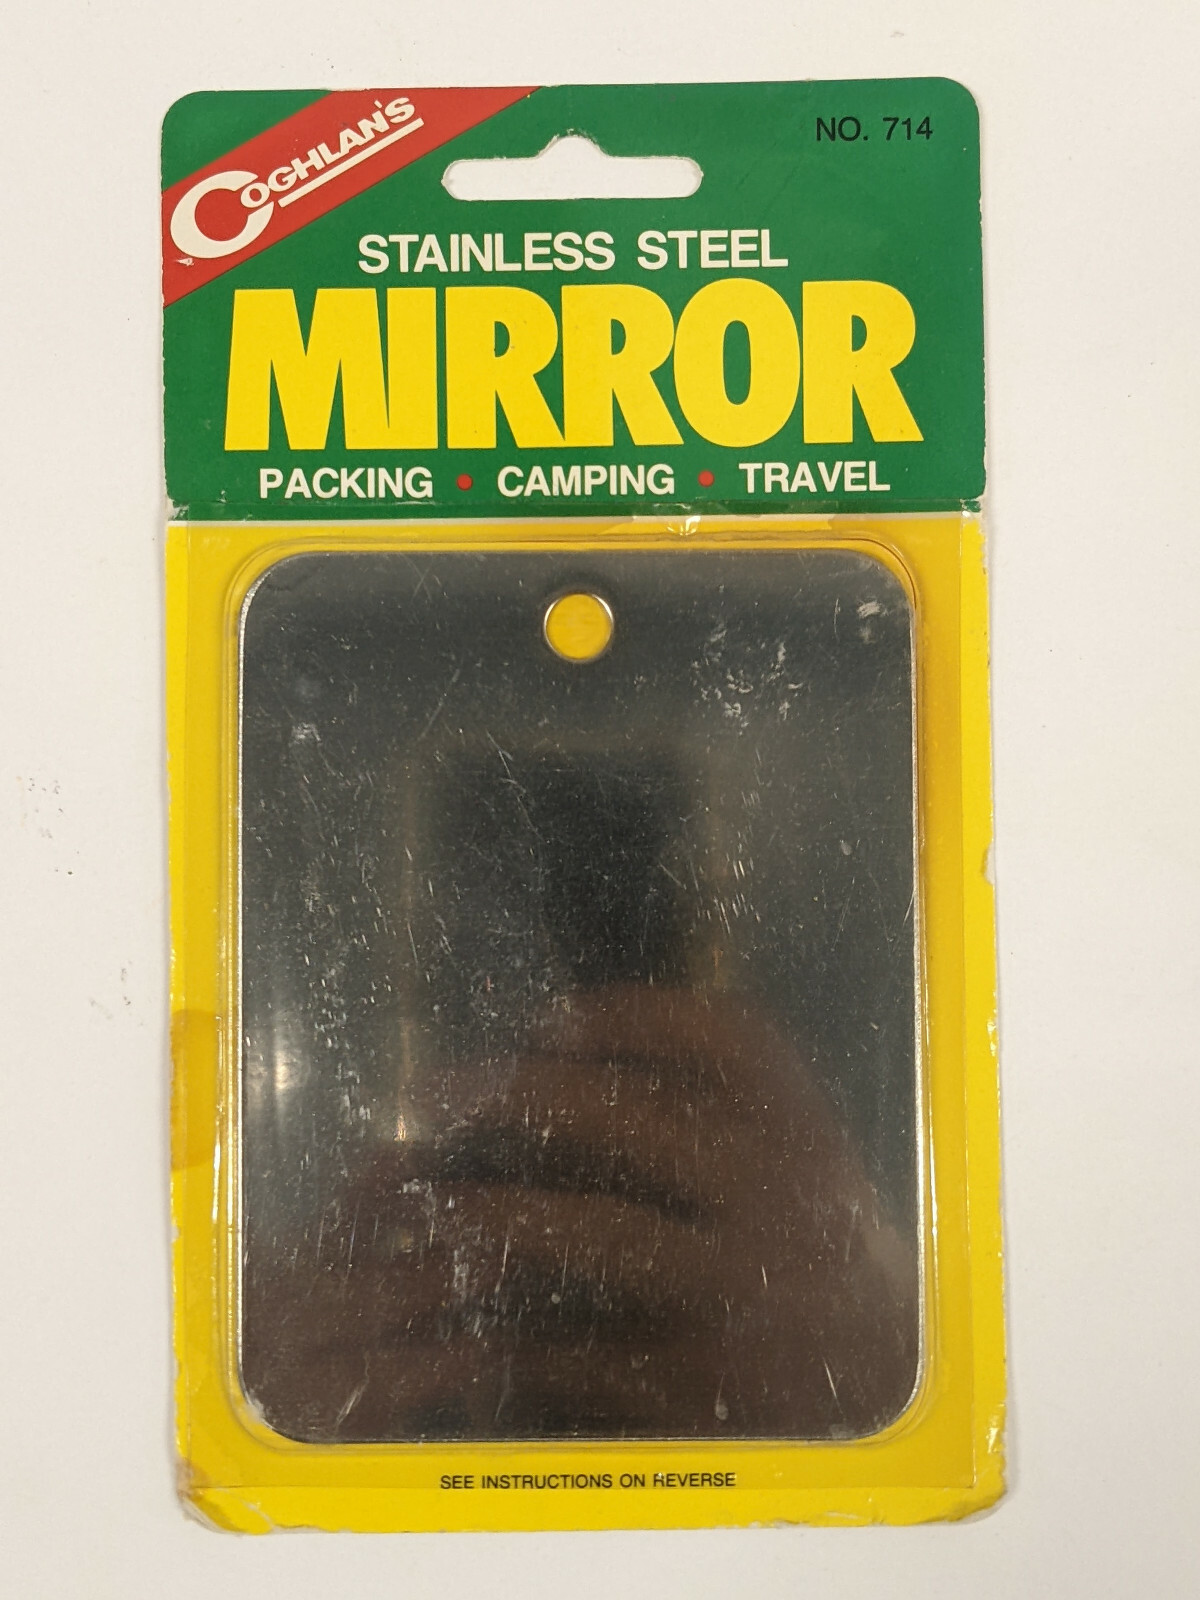 COGHLAN'S
NO. 714
STAINLESS STEEL
MIRROR
PACKING • CAMPING • TRAVEL
SEE INSTRUCTIONS ON REVERSE